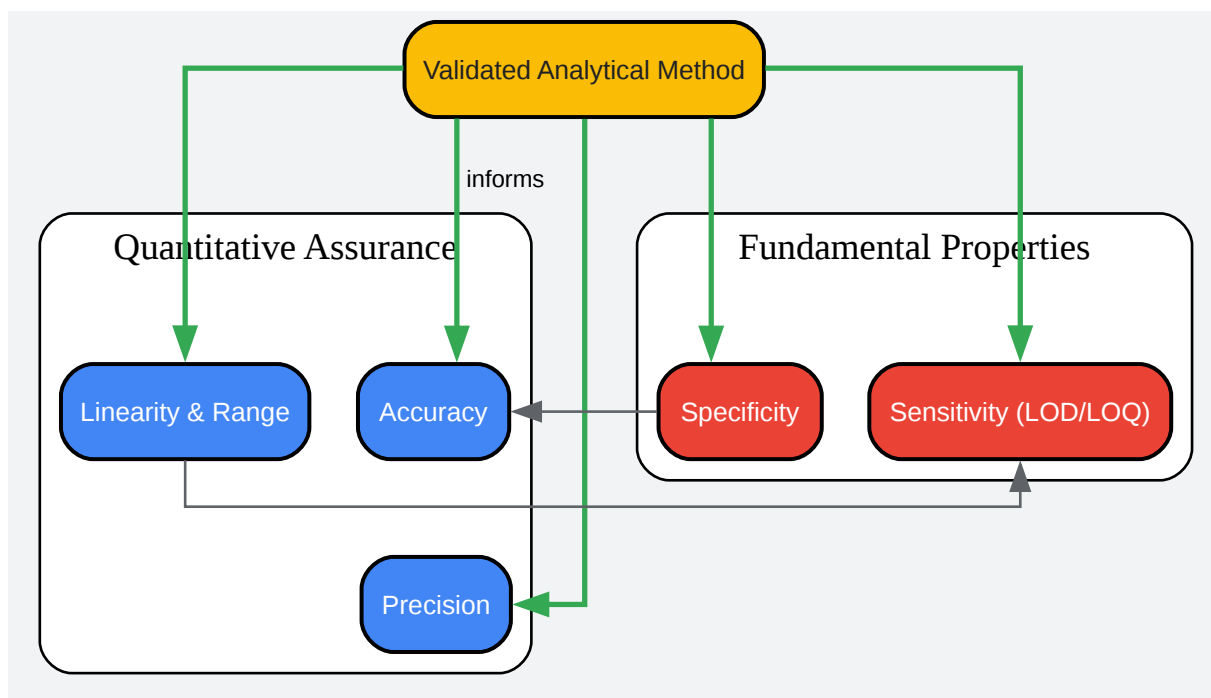 Validated Analytical Method
informs
Quantitative Assurance
Fundamental Properties
Linearity & Range
Accuracy
Specificity
Sensitivity (LOD/LOQ)
Precision